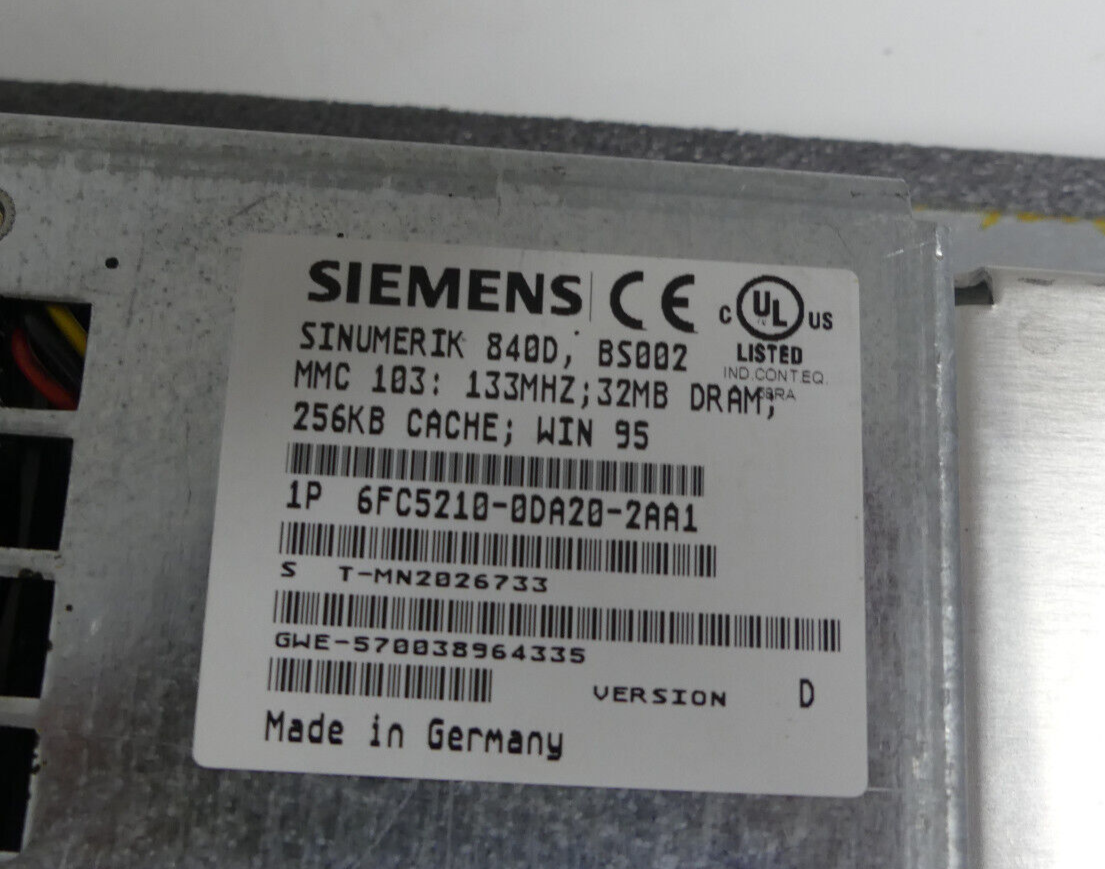 SIEMENS CE
C UL US
LISTED
IND.CONT.EQ.
SINUMERIK 840D, BS002
MMC 103: 133MHZ;32MB DRAM;
256KB CACHE; WIN 95
1P 6FC5210-0DA20-2AA1
S T-MN2026733
GWE-570038964335
VERSION D
Made in Germany